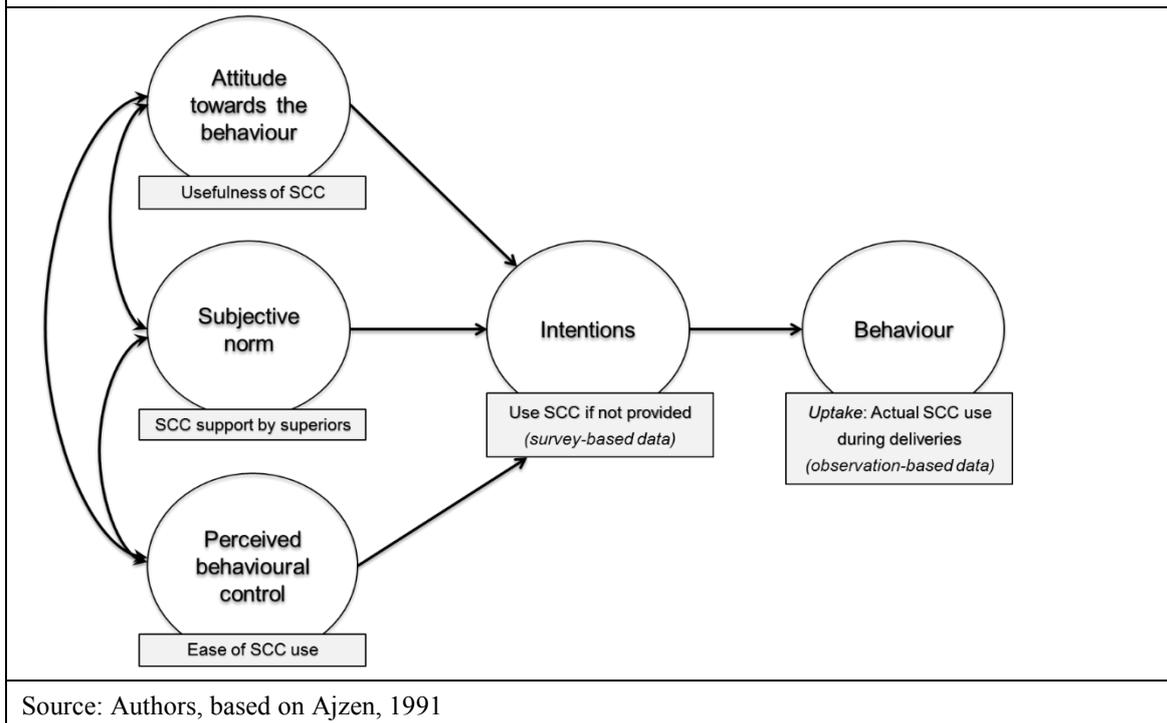 Attitude
towards the
behaviour
Usefulness of SCC
Subjective
norm
SCC support by superiors
Perceived
behavioural
control
Ease of SCC use
Intentions
Use SCC if not provided
(survey-based data)
Behaviour
Uptake: Actual SCC use
during deliveries
(observation-based data)
Source: Authors, based on Ajzen, 1991